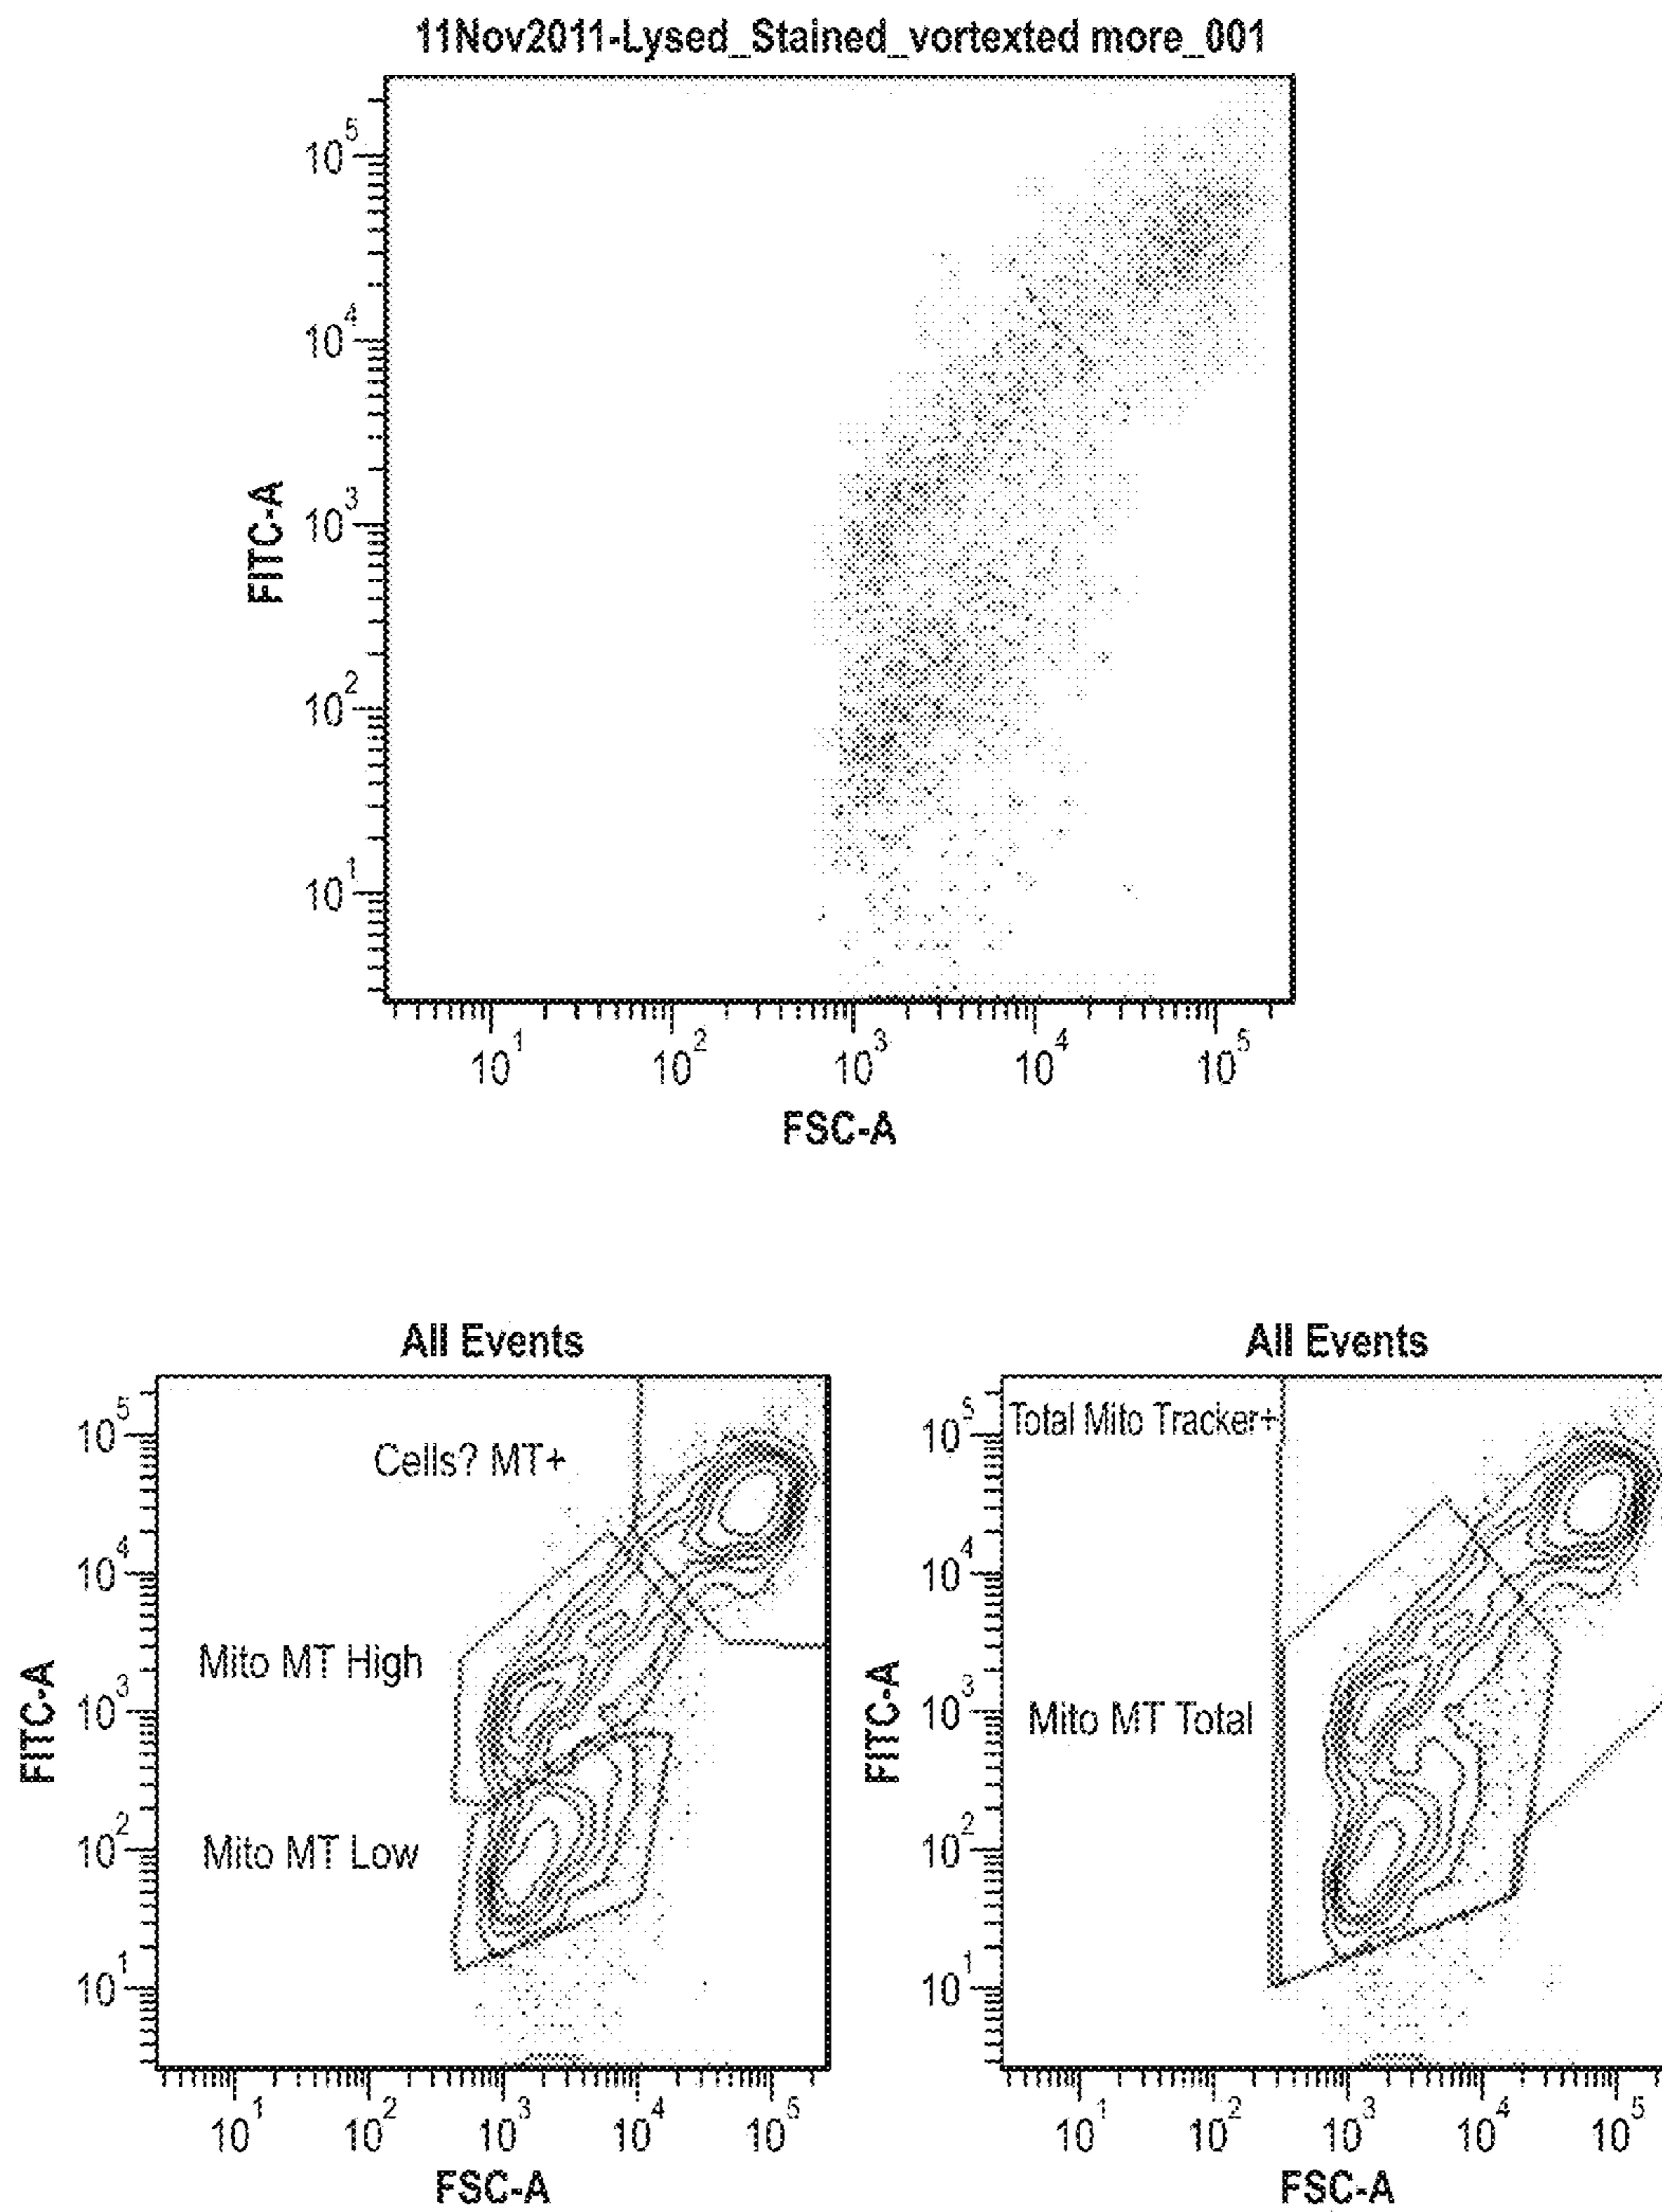 11Nov2011-Lysed_Stained_vortexted more_001
10^5
10^4
FITC-A
10^3
10^2
10^1
10^1 10^2 10^3 10^4 10^5
FSC-A
All Events
10^5
Cells? MT+
10^4
Mito MT High
FITC-A
10^3
Mito MT Low
10^2
10^1
10^1 10^2 10^3 10^4 10^5
FSC-A
All Events
10^5
Total Mito Tracker+
10^4
FITC-A
10^3
Mito MT Total
10^2
10^1
10^1 10^2 10^3 10^4 10^5
FSC-A